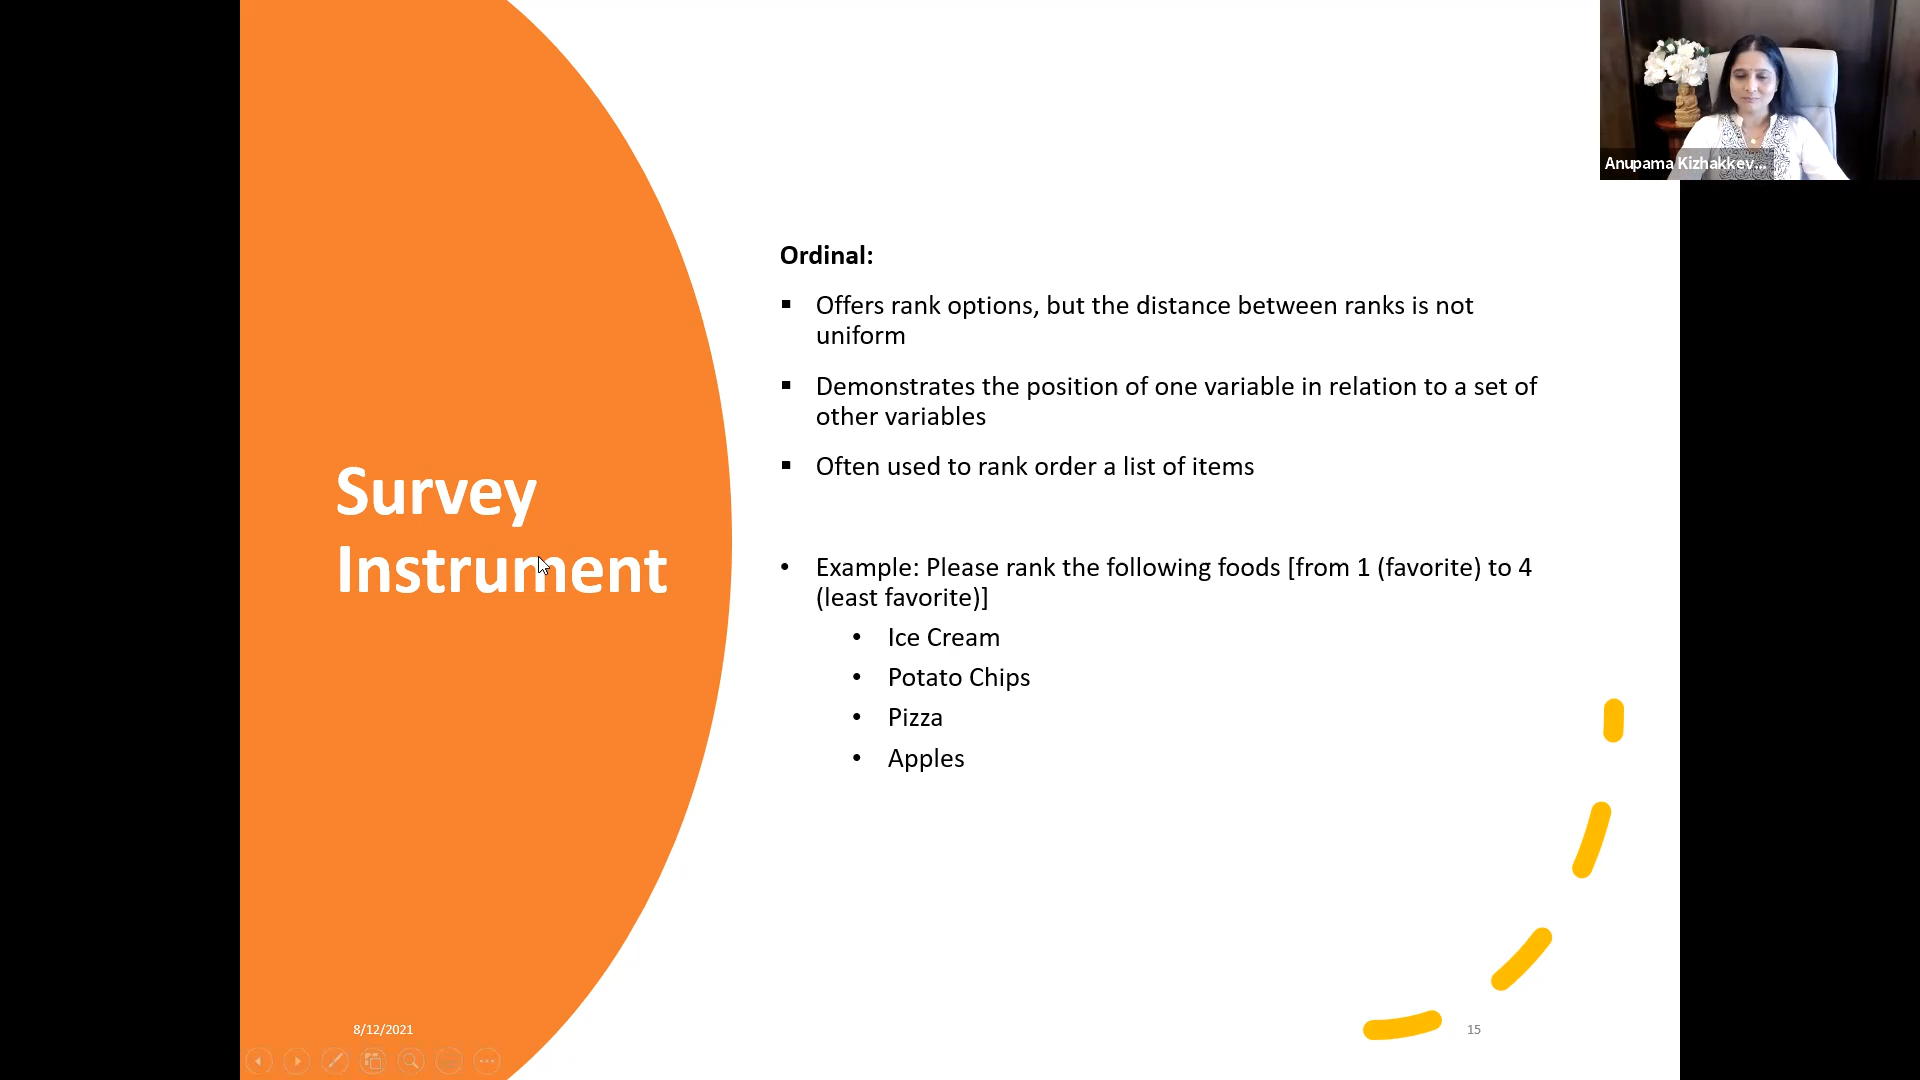 Anupama Kizhakkev...
Survey
Instrument
Ordinal:
▪ Offers rank options, but the distance between ranks is not
uniform
▪ Demonstrates the position of one variable in relation to a set of
other variables
▪ Often used to rank order a list of items
• Example: Please rank the following foods [from 1 (favorite) to 4
(least favorite)]
• Ice Cream
• Potato Chips
• Pizza
• Apples
8/12/2021
15